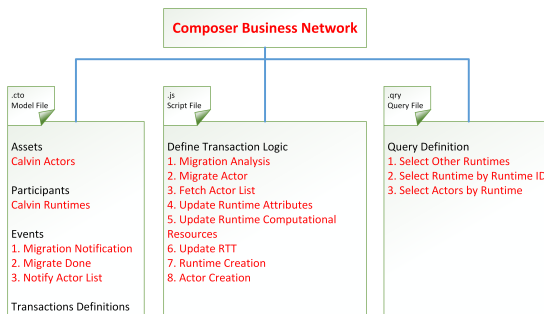 Composer Business Network
.cto
Model File
Assets
Calvin Actors
Participants
Calvin Runtimes
Events
1. Migration Notification
2. Migrate Done
3. Notify Actor List
Transactions Definitions
.js
Script File
Define Transaction Logic
1. Migration Analysis
2. Migrate Actor
3. Fetch Actor List
4. Update Runtime Attributes
5. Update Runtime Computational
Resources
6. Update RTT
7. Runtime Creation
8. Actor Creation
.qry
Query File
Query Definition
1. Select Other Runtimes
2. Select Runtime by Runtime ID
3. Select Actors by Runtime